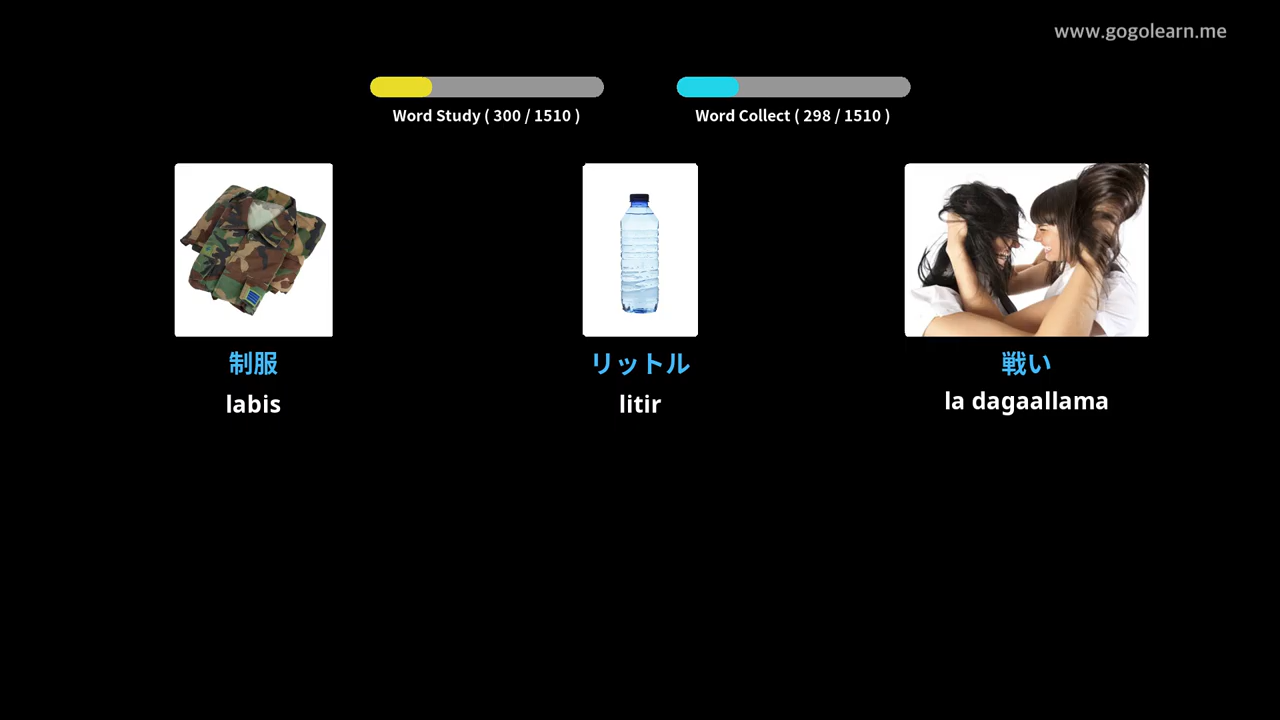 www.gogolearn.me
Word Study ( 300 / 1510 )
Word Collect ( 298 / 1510 )
制服
labis
リットル
litir
戦い
la dagaallama